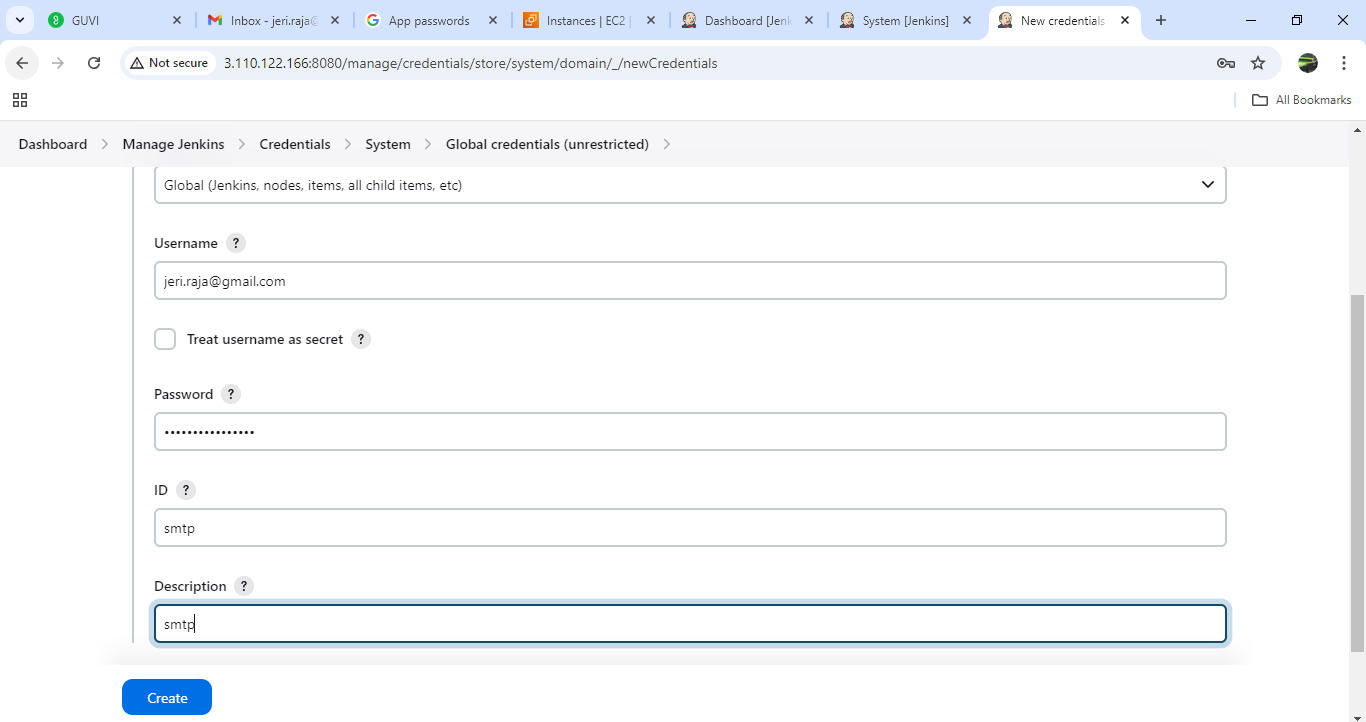 GUVI
Inbox - jeri.raja@
App passwords
Instances | EC2 |
Dashboard [Jenk
System [Jenkins]
New credentials
Not secure
3.110.122.166:8080/manage/credentials/store/system/domain/_/newCredentials
All Bookmarks
Dashboard > Manage Jenkins > Credentials > System > Global credentials (unrestricted) >
Global (Jenkins, nodes, items, all child items, etc)
Username ?
jeri.raja@gmail.com
Treat username as secret ?
Password ?
••••••••••••••••
ID ?
smtp
Description ?
smtp
Create